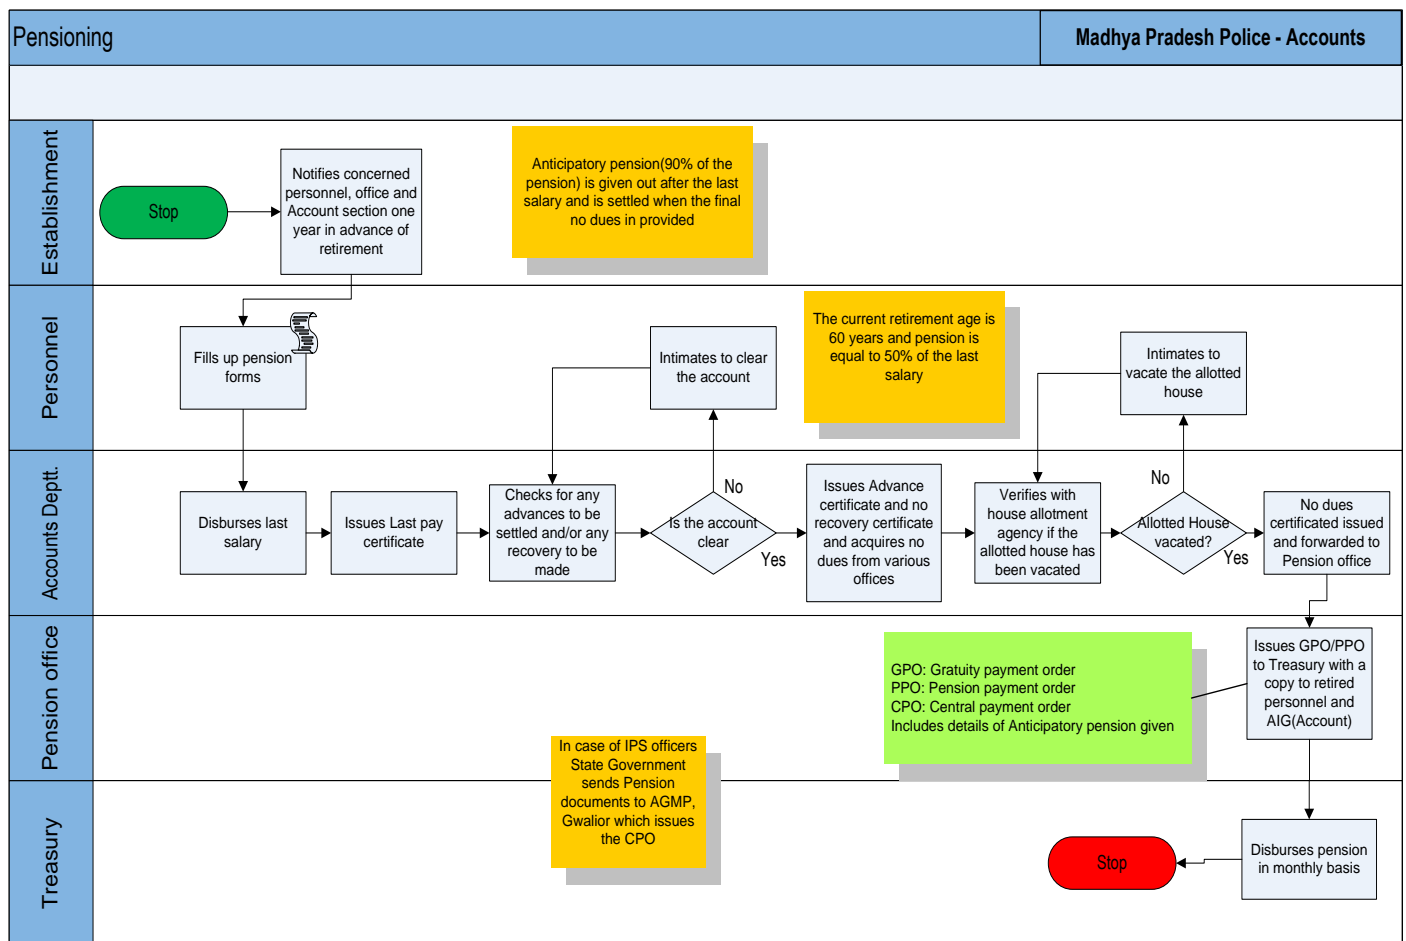 Pensioning
Madhya Pradesh Police - Accounts
Establishment
Stop
Notifies concerned
personnel, office and
Account section one
year in advance of
retirement
Anticipatory pension(90% of the
pension) is given out after the last
salary and is settled when the final
no dues in provided
Personnel
Fills up pension
forms
Intimates to clear
the account
The current retirement age is
60 years and pension is
equal to 50% of the last
salary
Intimates to
vacate the allotted
house
Accounts Deptt.
Disburses last
salary
Issues Last pay
certificate
Checks for any
advances to be
settled and/or any
recovery to be
made
Is the account
clear
No
Yes
Issues Advance
certificate and no
recovery certificate
and acquires no
dues from various
offices
Verifies with
house allotment
agency if the
allotted house has
been vacated
Allotted House
vacated?
No
Yes
No dues
certificated issued
and forwarded to
Pension office
Pension office
GPO: Gratuity payment order
PPO: Pension payment order
CPO: Central payment order
Includes details of Anticipatory pension given
Issues GPO/PPO
to Treasury with a
copy to retired
personnel and
AIG(Account)
In case of IPS officers
State Government
sends Pension
documents to AGMP,
Gwalior which issues
the CPO
Treasury
Stop
Disburses pension
in monthly basis